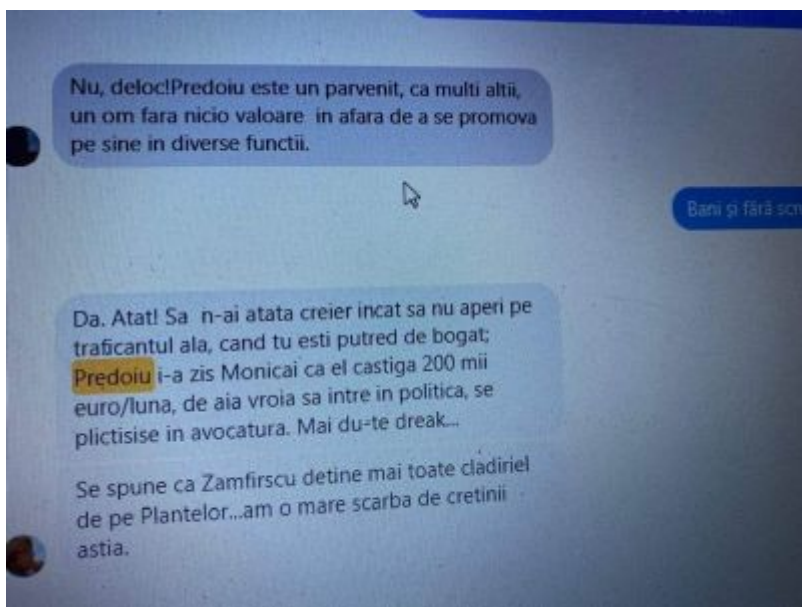 Nu, deloc!Predoiu este un parvenit, ca multi altii,
un om fara nicio valoare in afara de a se promova
pe sine in diverse functii.
Bani și fără
Da. Atat! Sa n-ai atata creier incat sa nu aperi pe
traficantul ala, cand tu esti putred de bogat;
Predoiu i-a zis Monicai ca el castiga 200 mii
euro/luna, de aia vroia sa intre in politica, se
plictisise in avocatura. Mai du-te dreak...
Se spune ca Zamfirscu detine mai toate cladiriel
de pe Plantelor...am o mare scarba de cretinii
astia.